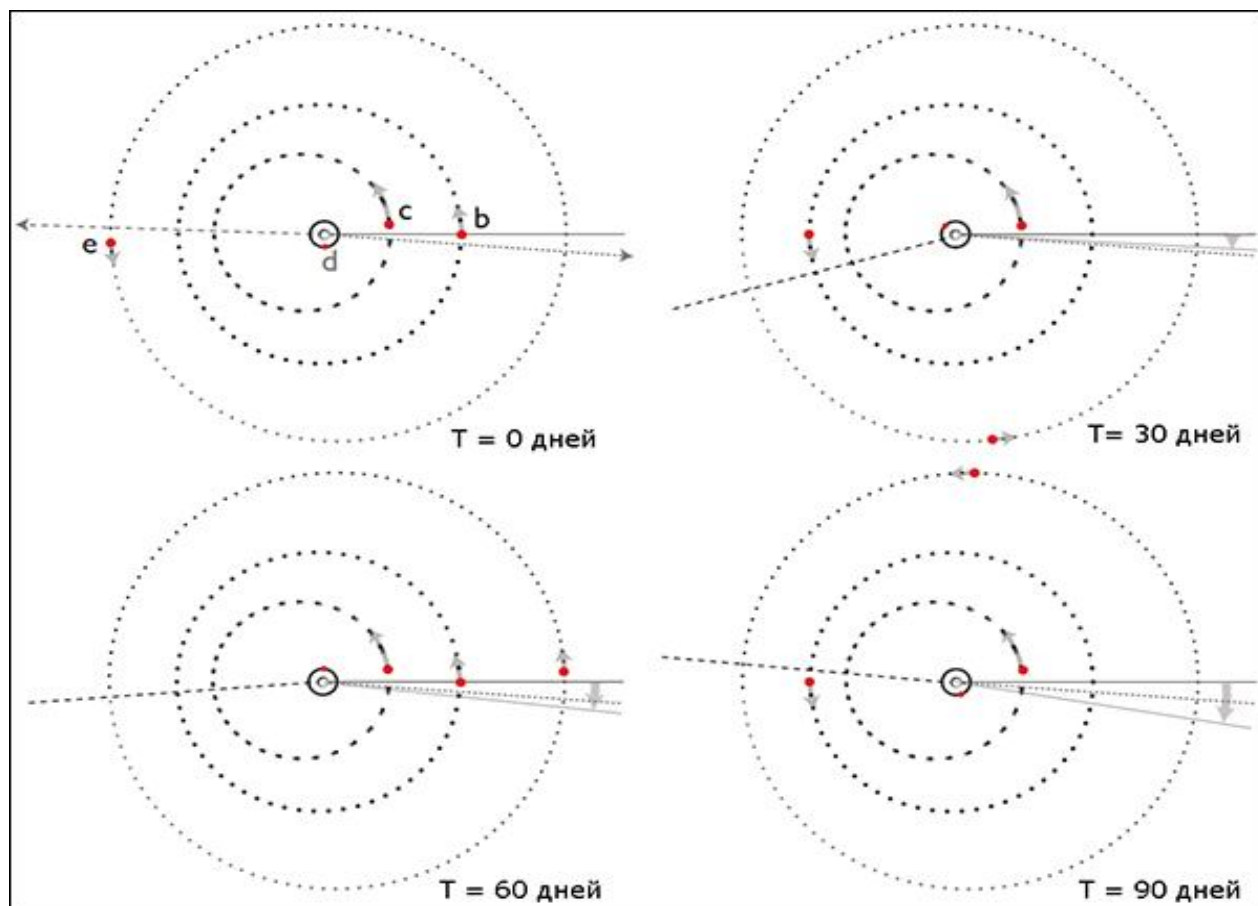 c
b
e
d
T = 0 дней
T= 30 дней
T = 60 дней
T = 90 дней